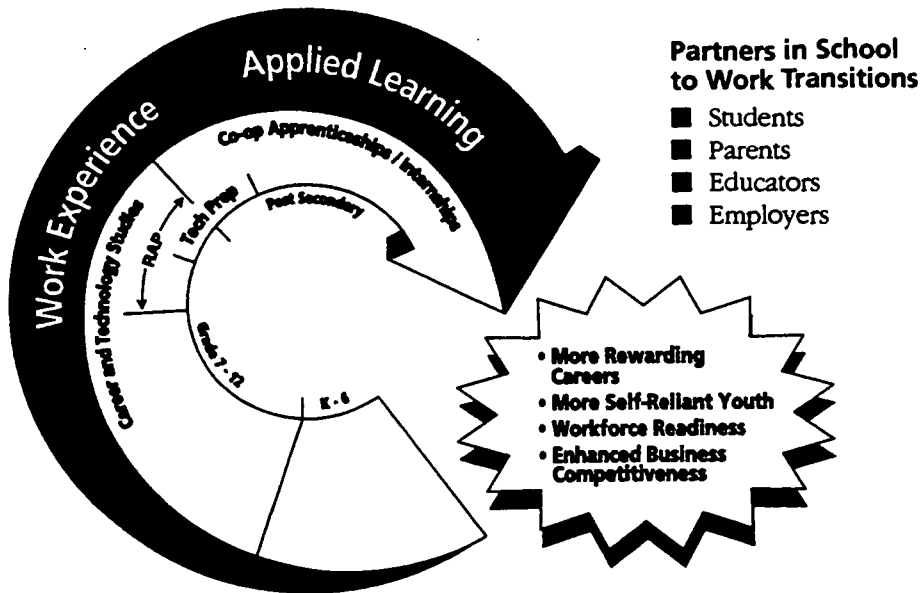 Applied Learning
Work Experience
Co-op Apprenticeships / Internships
Career and Technology Studies
RAP
Tech Prep
Post Secondary
Grade 7 - 12
K - 6
Partners in School
to Work Transitions
Students
Parents
Educators
Employers
• More Rewarding
Careers
• More Self-Reliant Youth
• Workforce Readiness
• Enhanced Business
Competitiveness